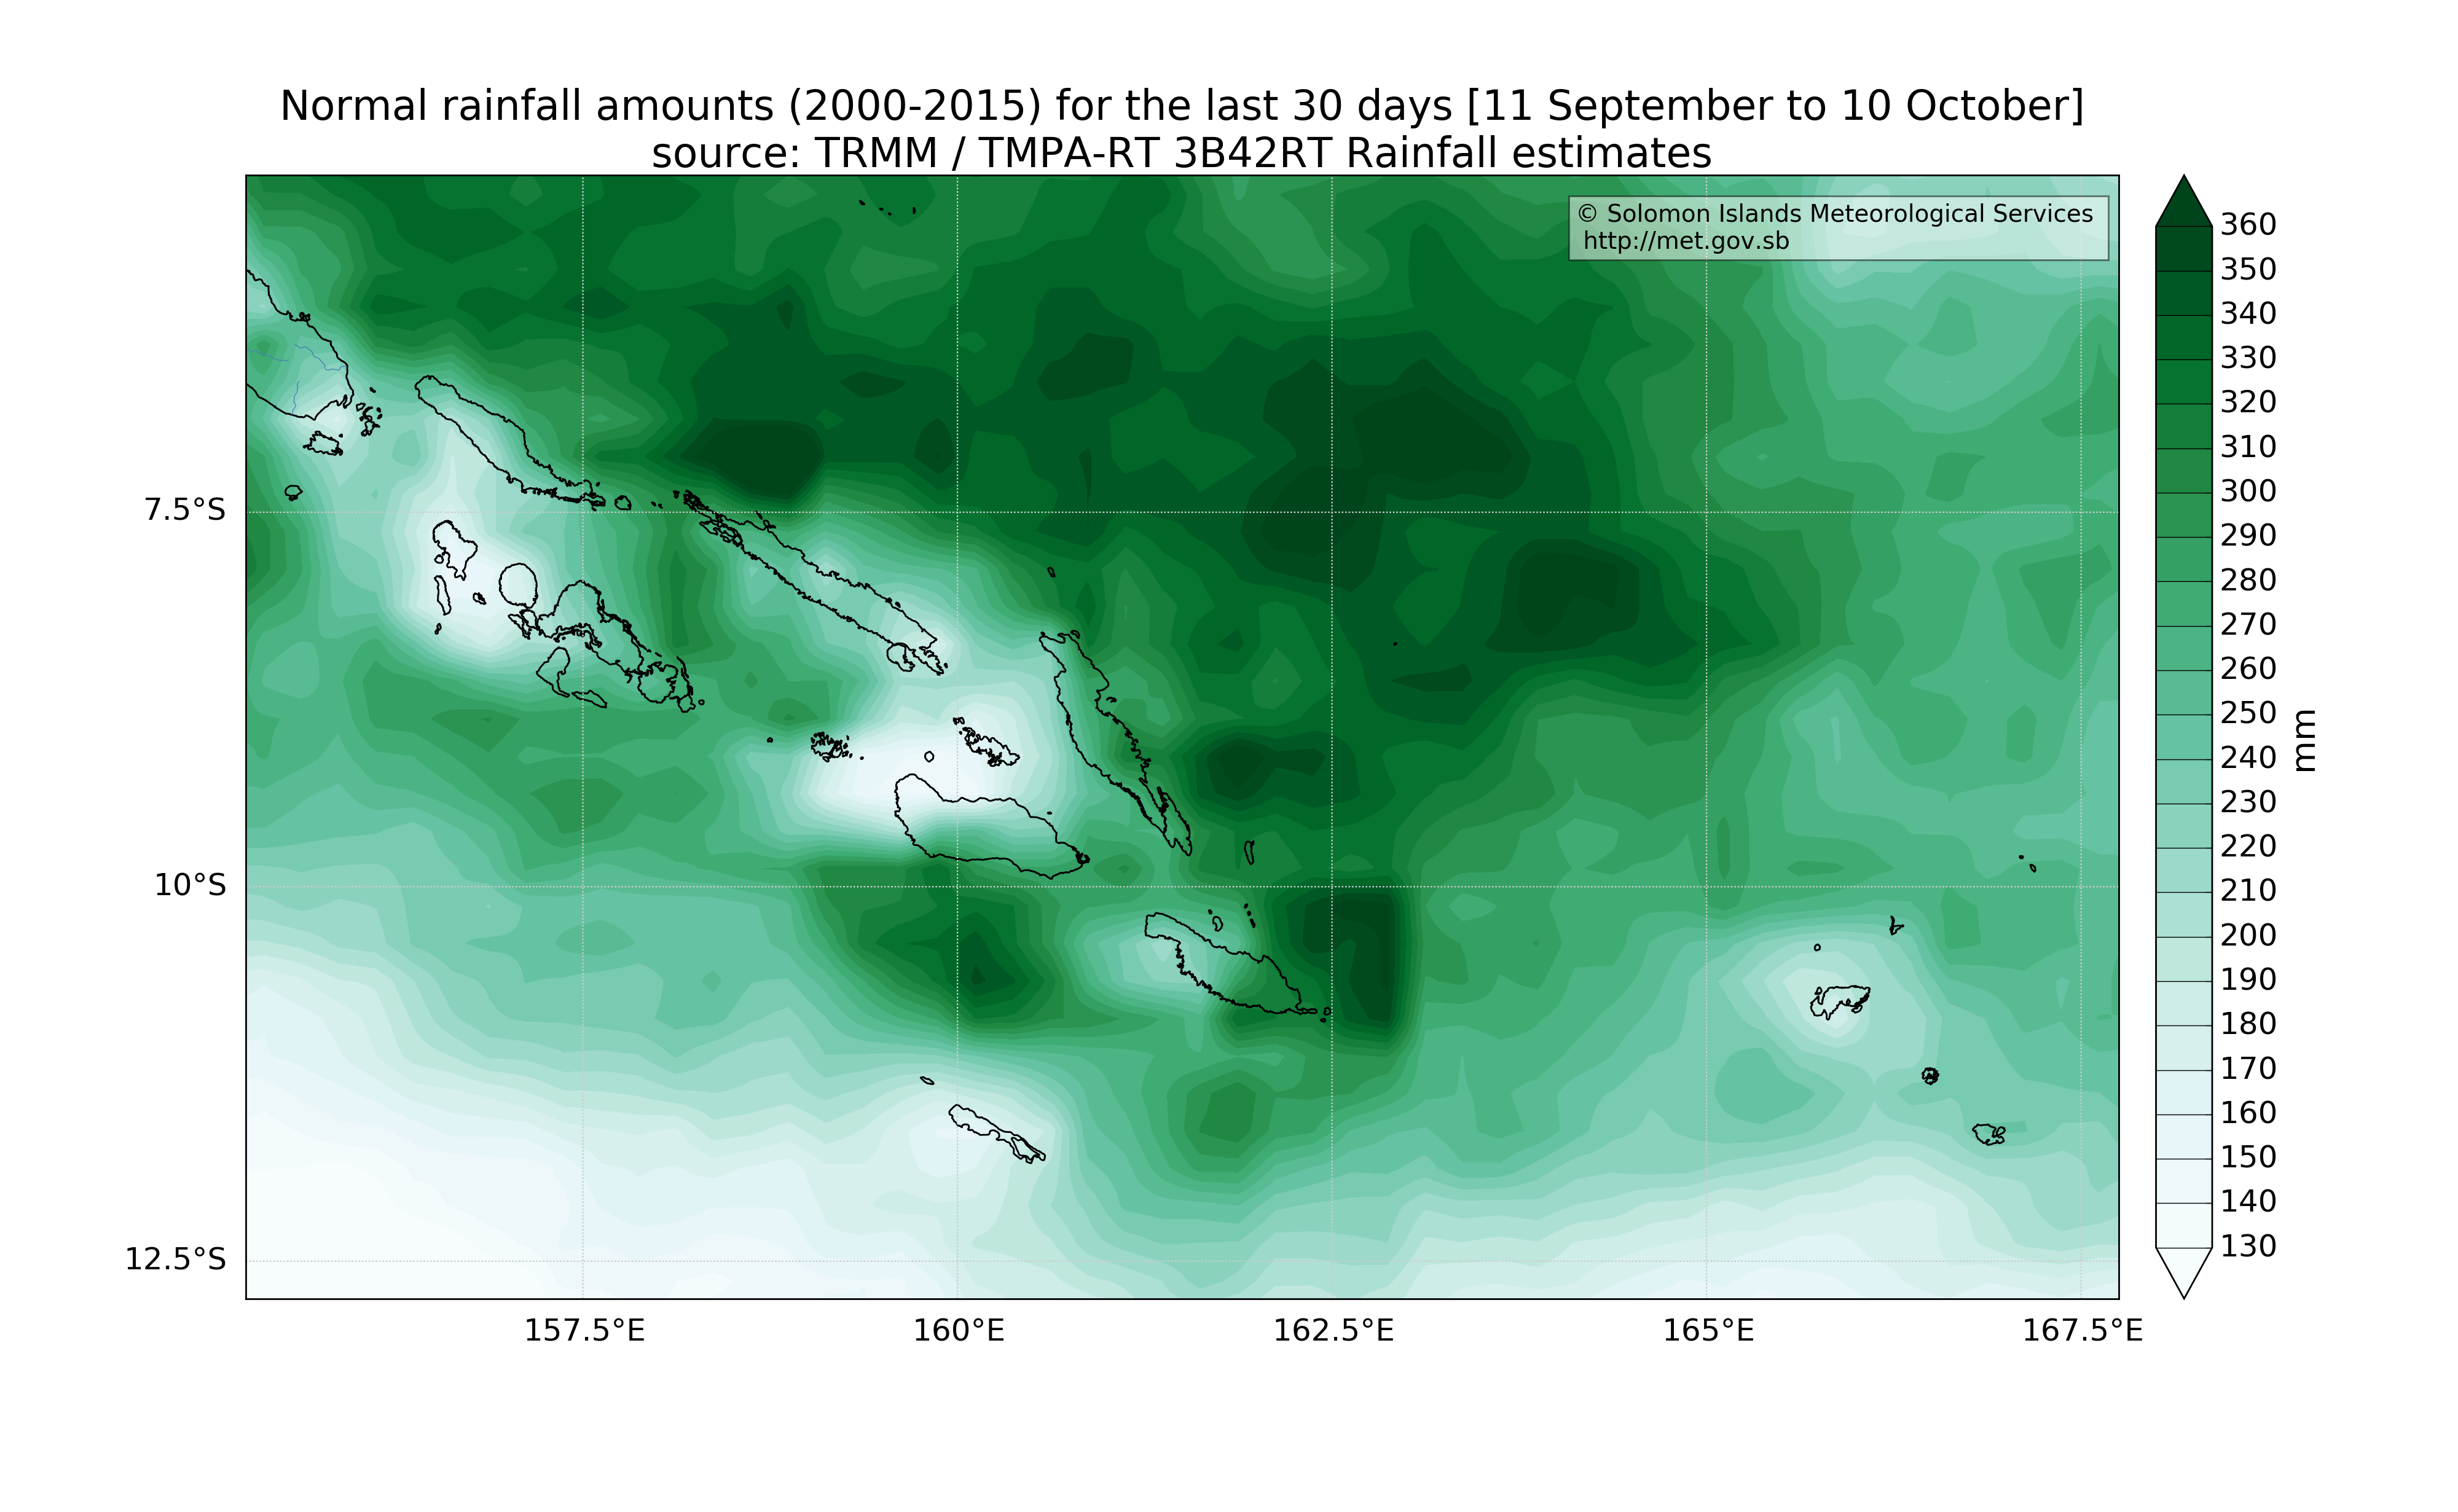 Normal rainfall amounts (2000-2015) for the last 30 days [11 September to 10 October]
source: TRMM / TMPA-RT 3B42RT Rainfall estimates
© Solomon Islands Meteorological Services
http://met.gov.sb
7.5°S
10°S
12.5°S
157.5°E
160°E
162.5°E
165°E
167.5°E
360
350
340
330
320
310
300
290
280
270
260
250
240
230
220
210
200
190
180
170
160
150
140
130
mm